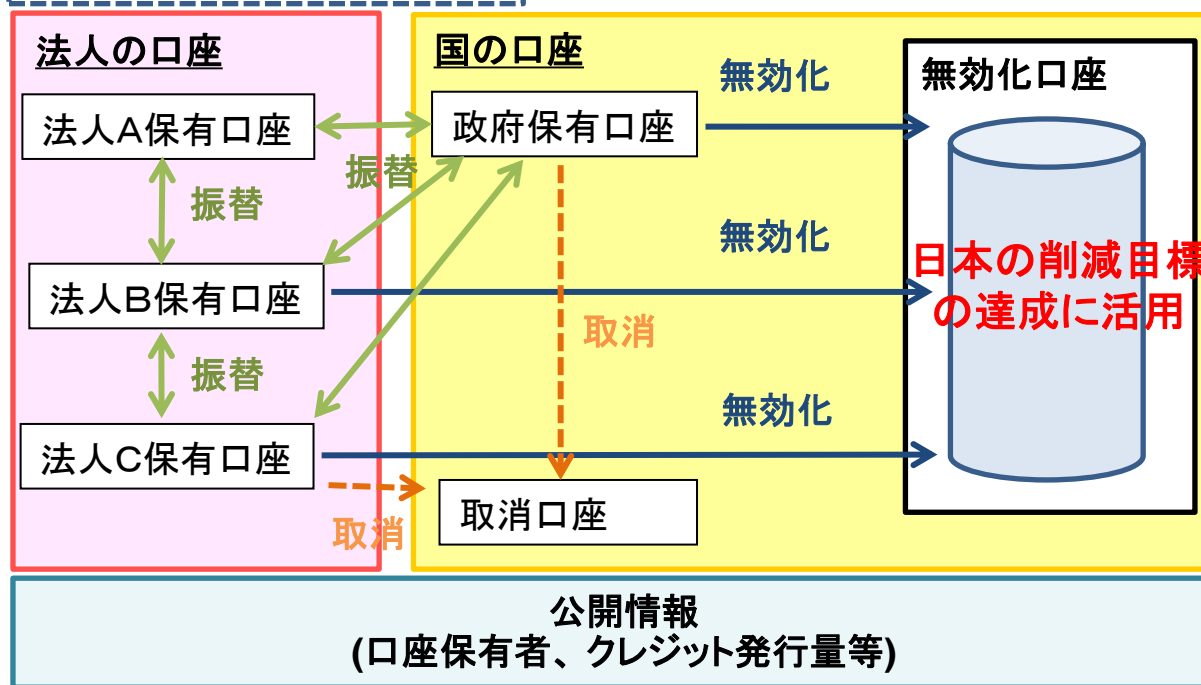 法人の口座
法人A保有口座
振替
法人B保有口座
振替
法人C保有口座
取消
国の口座
政府保有口座
振替
取消
取消口座
無効化
無効化
無効化
無効化口座
日本の削減目標
の達成に活用
公開情報
(口座保有者、クレジット発行量等)